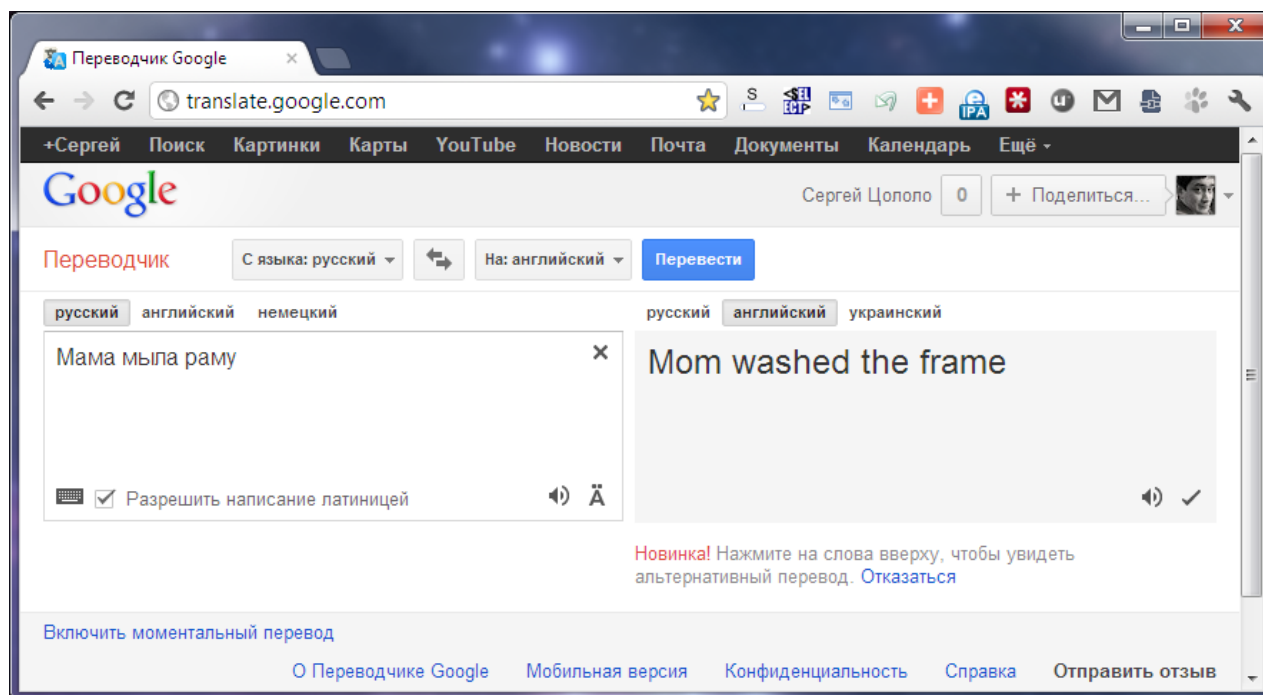 Переводчик Google
translate.google.com
+Сергей Поиск Картинки Карты YouTube Новости Почта Документы Календарь Ещё
Google Сергей Цололо 0 + Поделиться...
Переводчик С языка: русский На: английский Перевести
русский английский немецкий
русский английский украинский
Мама мыла раму
Mom washed the frame
Разрешить написание латиницей Ä
Новинка! Нажмите на слова вверху, чтобы увидеть
альтернативный перевод. Отказаться
Включить моментальный перевод
О Переводчике Google Мобильная версия Конфиденциальность Справка Отправить отзыв